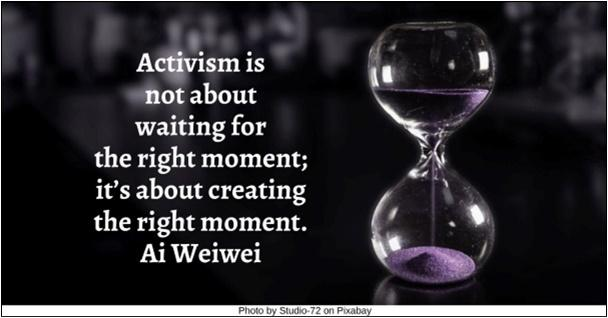 Activism is
not about
waiting for
the right moment;
it's about creating
the right moment.
Ai Weiwei
Photo by Studio-72 on Pixabay